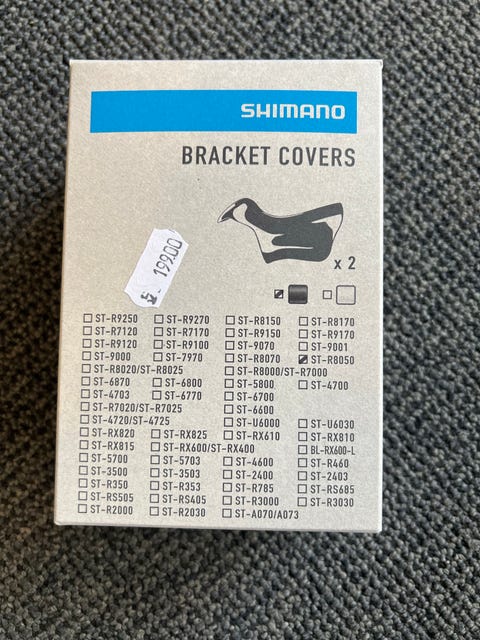 SHIMANO
BRACKET COVERS
199.00
x 2
ST-R9250 ST-R9270 ST-R8150 ST-R8170
ST-R7120 ST-R7170 ST-R9150 ST-R9170
ST-R9120 ST-R9100 ST-9070 ST-9001
ST-9000 ST-7970 ST-R8070 ST-R8050
ST-R8020/ST-R8025 ST-R8000/ST-R7000
ST-6870 ST-6800 ST-5800 ST-4700
ST-4703 ST-6770 ST-6700
ST-R7020/ST-R7025 ST-6600
ST-4720/ST-4725 ST-U6000 ST-U6030
ST-RX820 ST-RX825 ST-RX610 ST-RX810
ST-RX815 ST-RX600/ST-RX400 BL-RX600-L
ST-5700 ST-5703 ST-4600 ST-R460
ST-3500 ST-3503 ST-2400 ST-2403
ST-R350 ST-R353 ST-R785 ST-RS685
ST-RS505 ST-RS405 ST-R3000 ST-R3030
ST-R2000 ST-R2030 ST-A070/A073